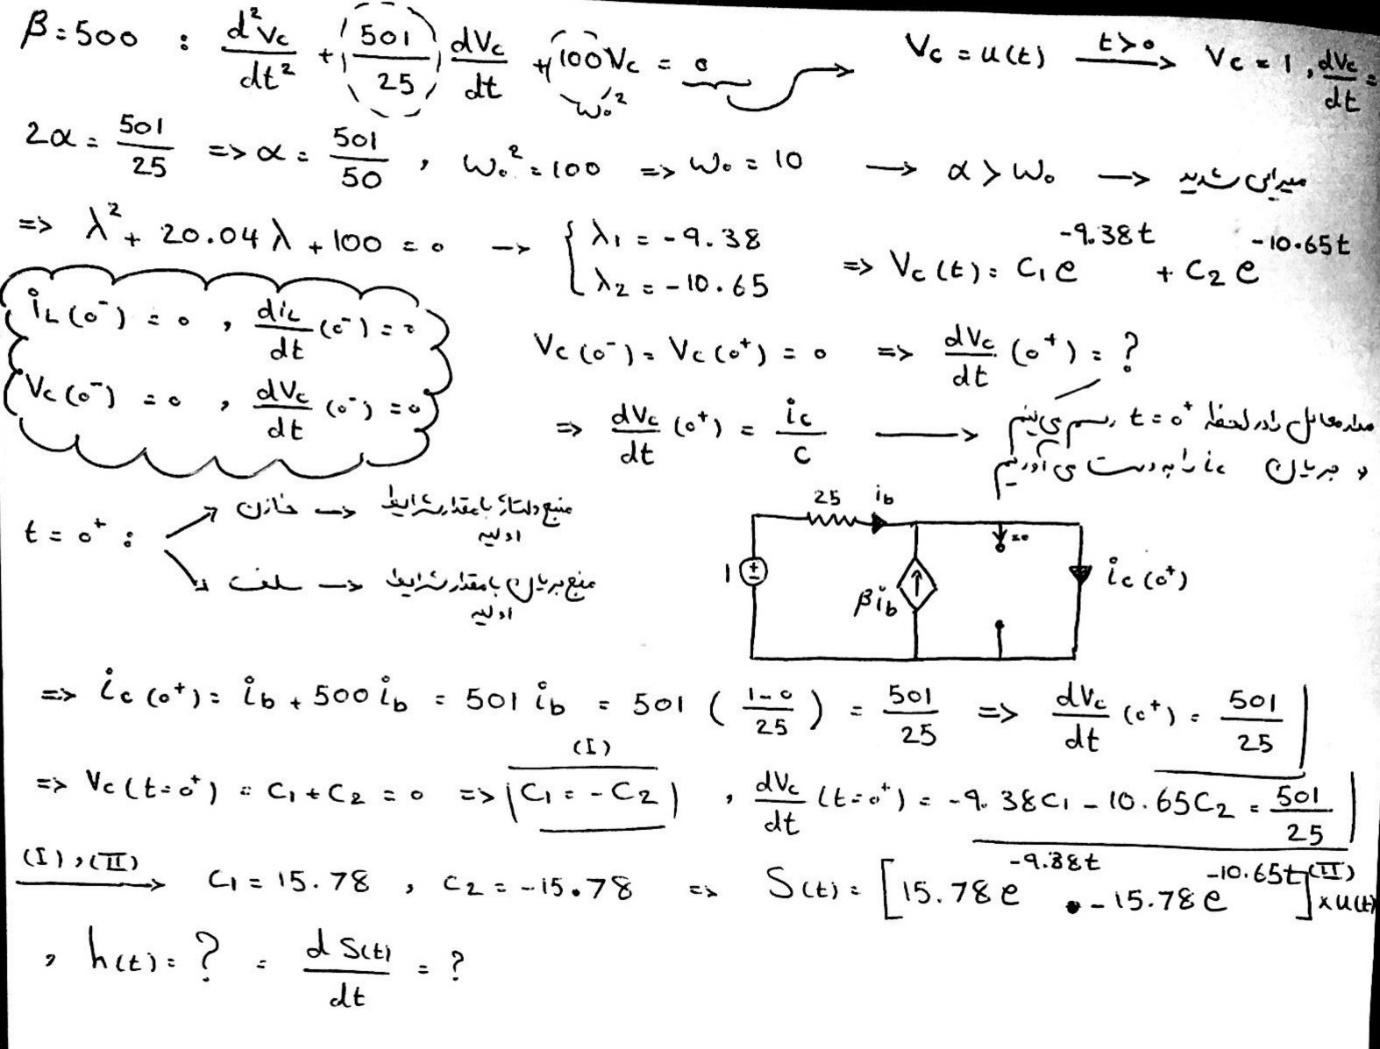 β = 500 : d²Vc/dt² + 501/25 dVc/dt + 100Vc = 0 Vc = u(t) t>0 → Vc = 1 , dVc/dt =
ω₀²
2α = 501/25 => α = 501/50 , ω₀² = 100 => ω₀ = 10 → α > ω₀ → میرایی شدید
=> λ² + 20.04λ + 100 = 0 → { λ₁ = -9.38 λ₂ = -10.65 => Vc(t) = C₁e^-9.38t + C₂e^-10.65t
iL(0⁻) = 0 , diL/dt (0⁻) = 0
Vc(0⁻) = 0 , dVc/dt (0⁻) = 0
Vc(0⁻) = Vc(0⁺) = 0 => dVc/dt (0⁺) = ?
=> dVc/dt (0⁺) = ic/c → مدار معادل را در لحظه t = 0⁺ رسم می کنیم
و جریان ic را به دست می آوریم
t = 0⁺ : خازن → منبع ولتاژ با مقدار شرایط اولیه
سلف → منبع جریان با مقدار شرایط اولیه
25 ib
1 βib ic(0⁺)
=> ic(0⁺) = ib + 500 ib = 501 ib = 501 (1-0/25) = 501/25 => dVc/dt (0⁺) = 501/25
=> Vc(t=0⁺) = C₁ + C₂ = 0 => C₁ = -C₂ (I) , dVc/dt (t=0⁺) = -9.38C₁ - 10.65C₂ = 501/25 (II)
(I),(II) → C₁ = 15.78 , C₂ = -15.78 => S(t) = [15.78e^-9.38t - 15.78e^-10.65t] × u(t)
, h(t) = ? = d S(t)/dt = ?